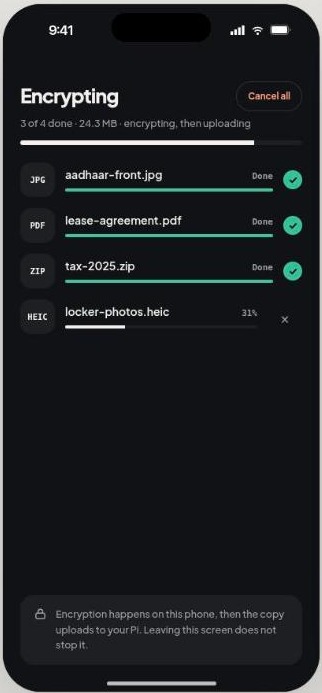 9:41
Encrypting
Cancel all
3 of 4 done · 24.3 MB · encrypting, then uploading
JPG
aadhaar-front.jpg
Done
PDF
lease-agreement.pdf
Done
ZIP
tax-2025.zip
Done
HEIC
locker-photos.heic
31%
Encryption happens on this phone, then the copy
uploads to your Pi. Leaving this screen does not
stop it.